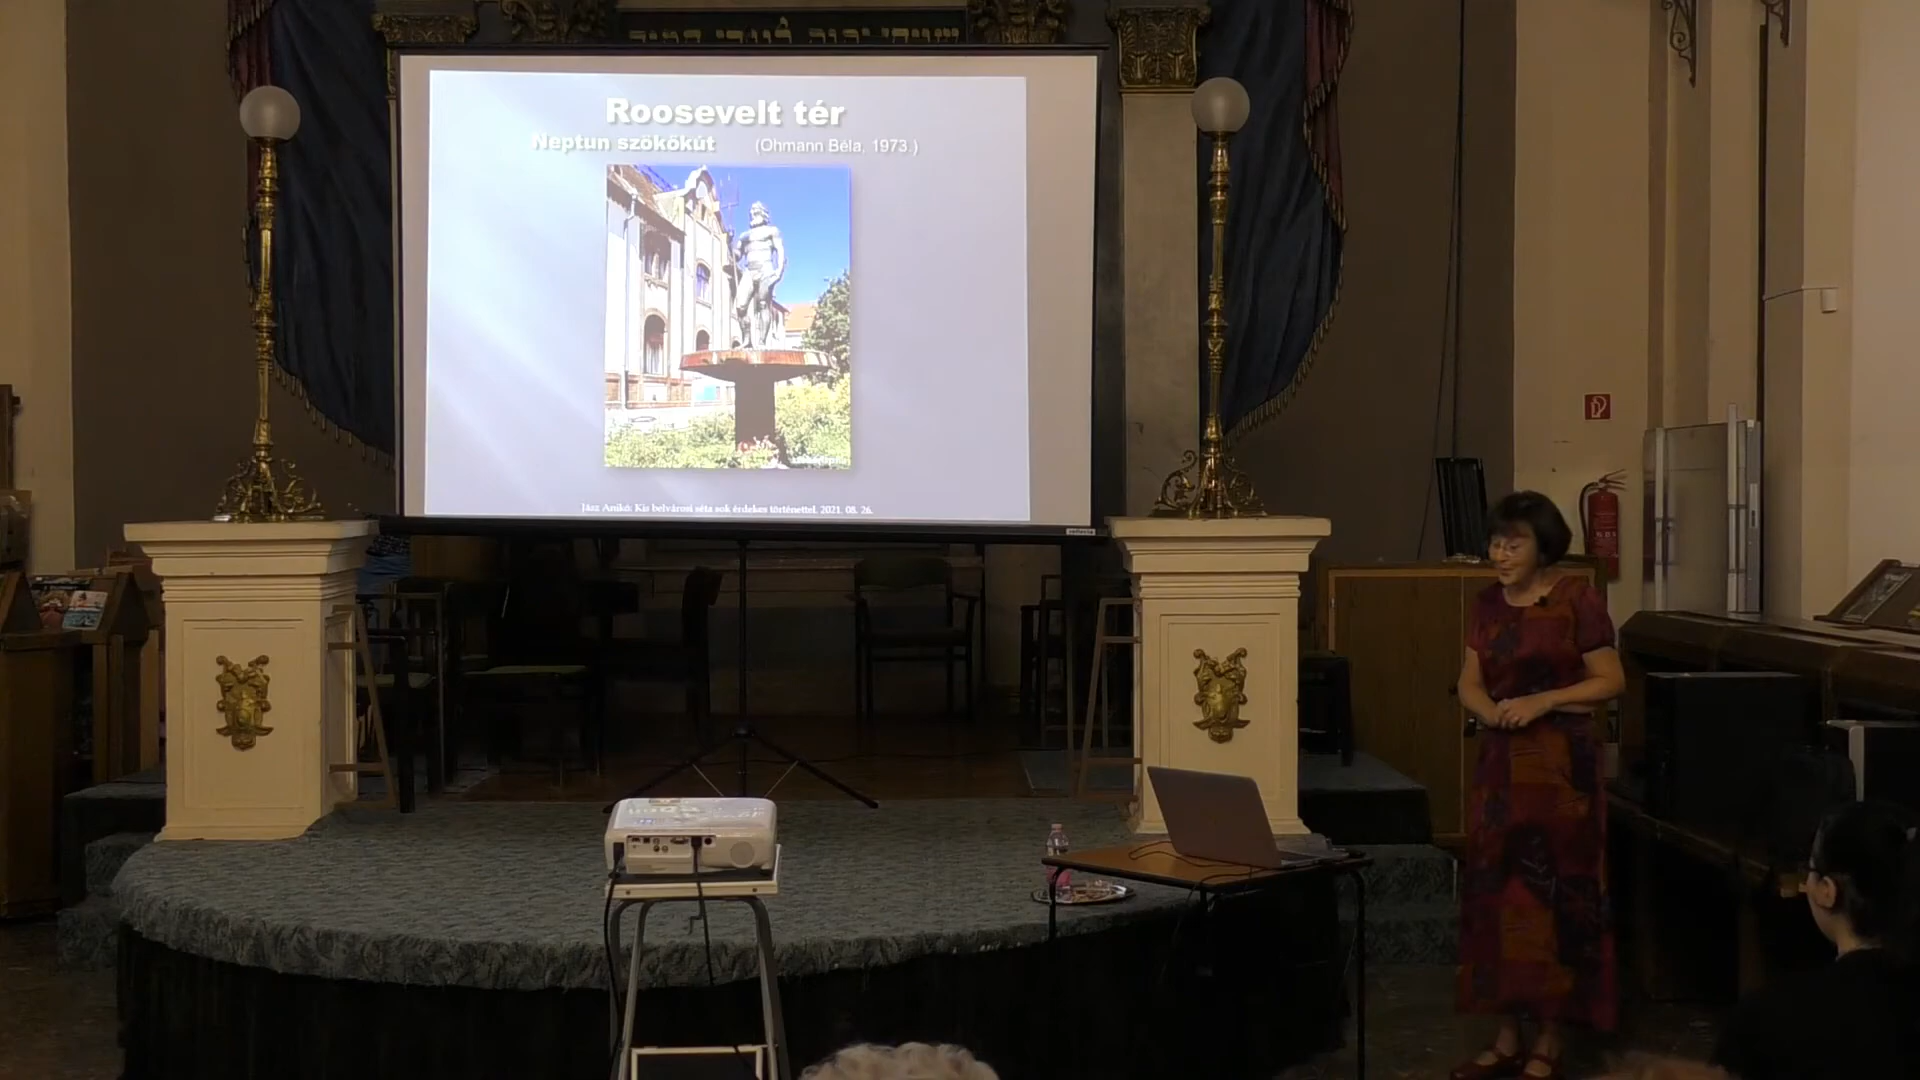 Roosevelt tér
Neptun szökőkút (Ohmann Béla, 1973.)
Jász Anikó: Kis belvárosi séta sok érdekes történettel. 2021. 08. 26.